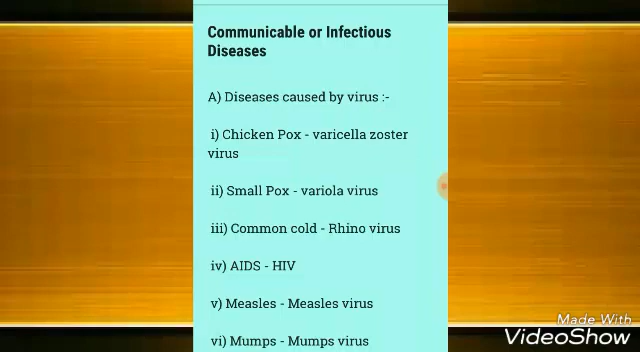 Communicable or Infectious
Diseases
A) Diseases caused by virus :-
i) Chicken Pox - varicella zoster
virus
ii) Small Pox - variola virus
iii) Common cold - Rhino virus
iv) AIDS - HIV
v) Measles - Measles virus
vi) Mumps - Mumps virus
Made With
VideoShow